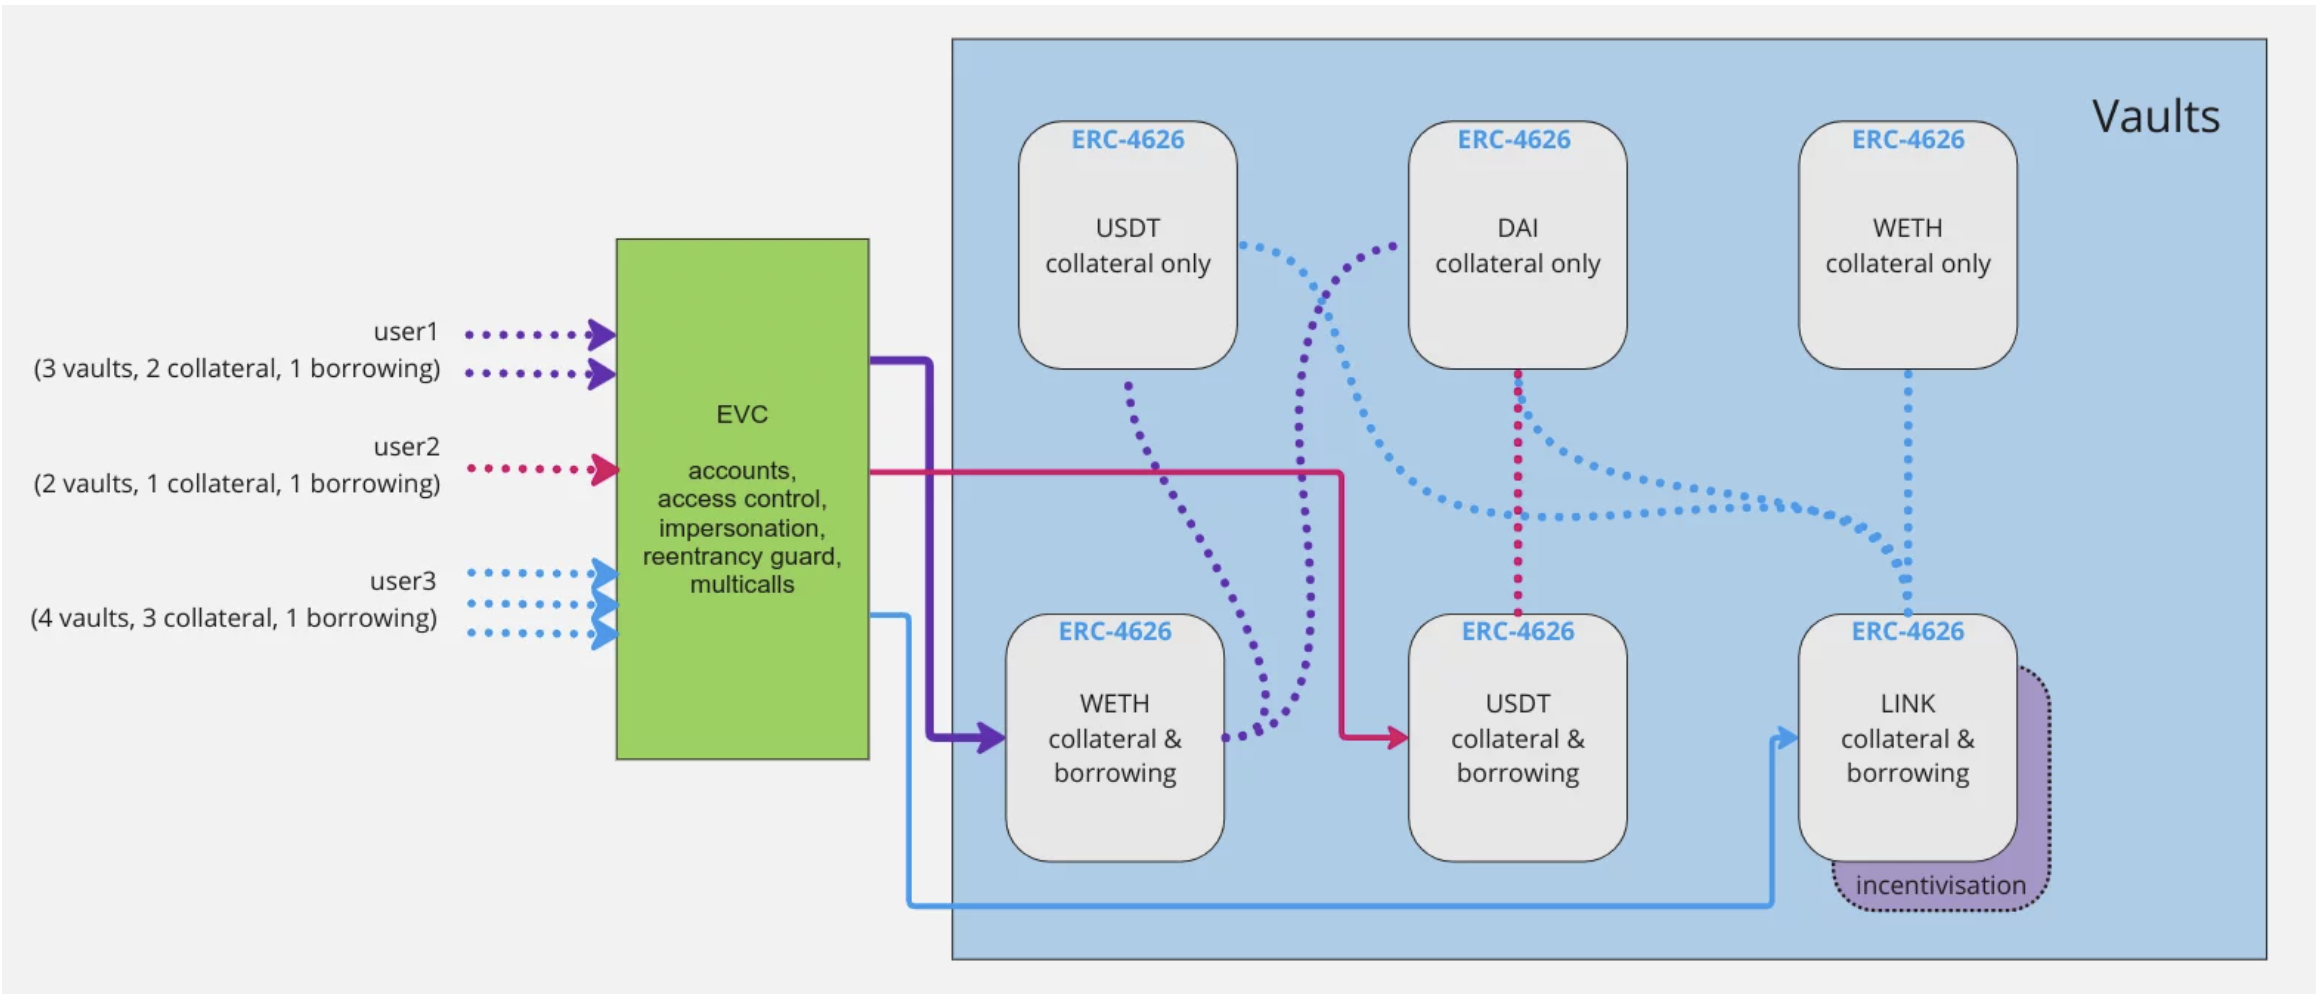 Vaults
user1
(3 vaults, 2 collateral, 1 borrowing)
user2
(2 vaults, 1 collateral, 1 borrowing)
user3
(4 vaults, 3 collateral, 1 borrowing)
EVC
accounts,
access control,
impersonation,
reentrancy guard,
multicalls
ERC-4626
USDT
collateral only
ERC-4626
DAI
collateral only
ERC-4626
WETH
collateral only
ERC-4626
WETH
collateral &
borrowing
ERC-4626
USDT
collateral &
borrowing
ERC-4626
LINK
collateral &
borrowing
incentivisation